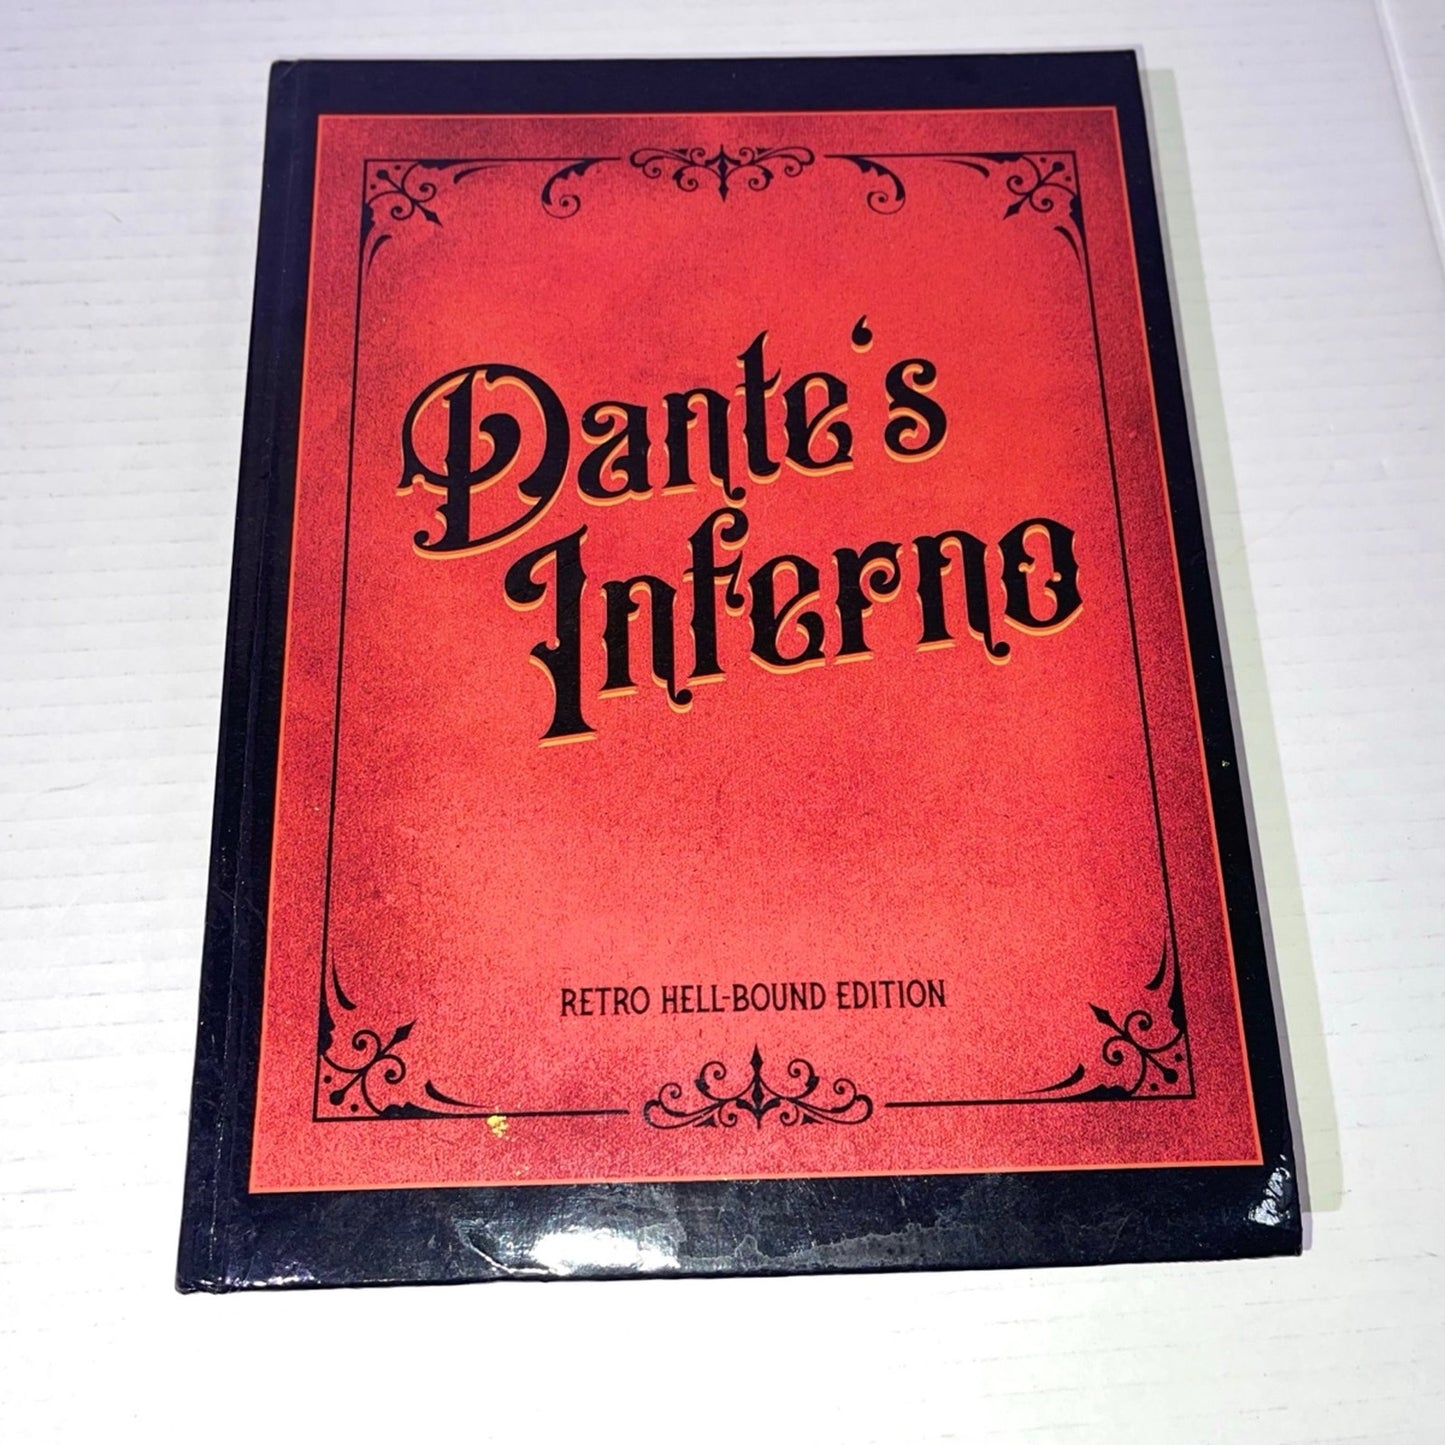 Dante‘s
Inferno
RETRO HELL-BOUND EDITION